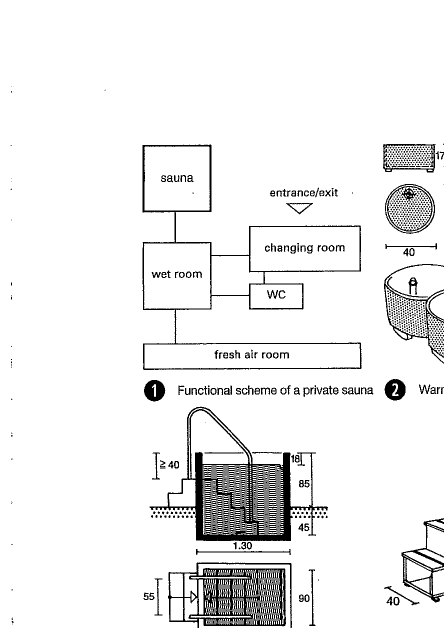 sauna
17
entrance/exit
changing room
40
wet room
WC
fresh air room
1 Functional scheme of a private sauna 2 Warr
18
≥ 40
85
45
1.30
55
90
40